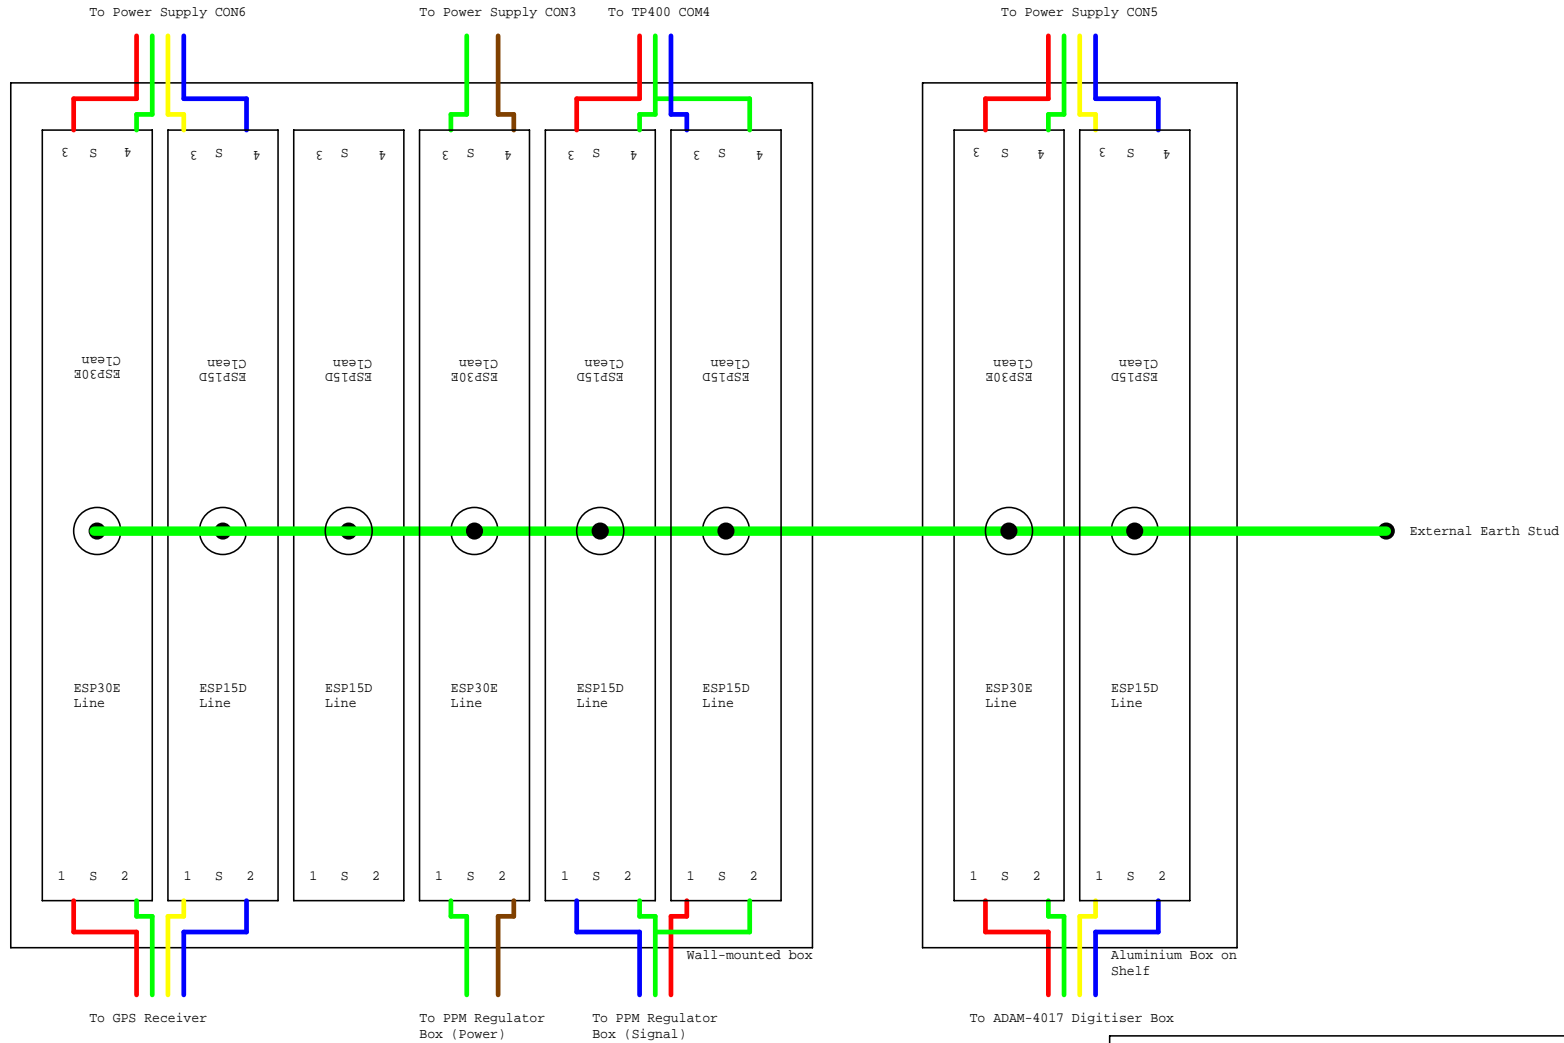 To Power Supply CON6
To Power Supply CON3
To TP400 COM4
To Power Supply CON5
3 S 4
3 S 4
3 S 4
3 S 4
3 S 4
3 S 4
3 S 4
3 S 4
ESP30E
Clean
ESP15D
Clean
ESP15D
Clean
ESP30E
Clean
ESP15D
Clean
ESP15D
Clean
ESP30E
Clean
ESP15D
Clean
External Earth Stud
ESP30E
Line
ESP15D
Line
ESP15D
Line
ESP30E
Line
ESP15D
Line
ESP15D
Line
ESP30E
Line
ESP15D
Line
1 S 2
1 S 2
1 S 2
1 S 2
1 S 2
1 S 2
1 S 2
1 S 2
Wall-mounted box
Aluminium Box on
Shelf
To GPS Receiver
To PPM Regulator
Box (Power)
To PPM Regulator
Box (Signal)
To ADAM-4017 Digitiser Box